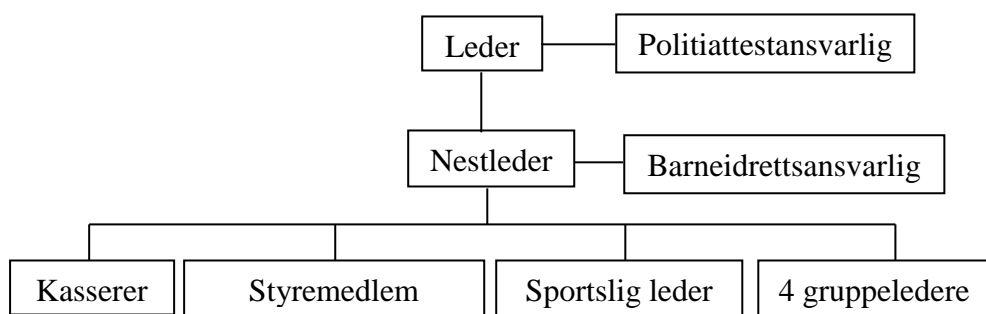 Leder
Politiattestansvarlig
Nestleder
Barneidrettsansvarlig
Kasserer
Styremedlem
Sportslig leder
4 gruppeledere